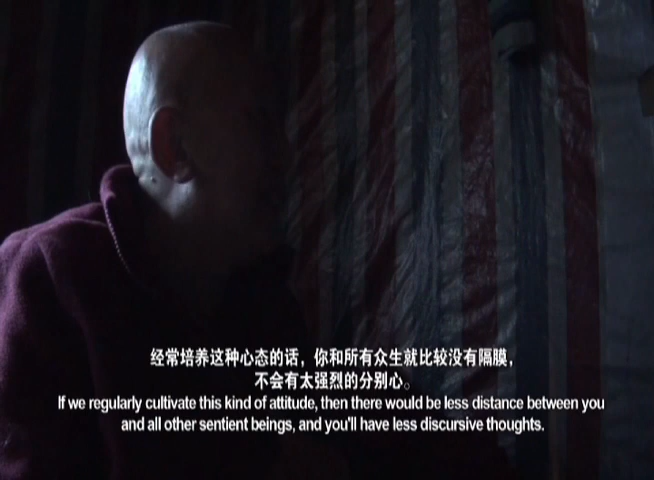 经常培养这种心态的话，你和所有众生就比较没有隔膜，
不会有太强烈的分别心。
If we regularly cultivate this kind of attitude, then there would be less distance between you
and all other sentient beings, and you'll have less discursive thoughts.